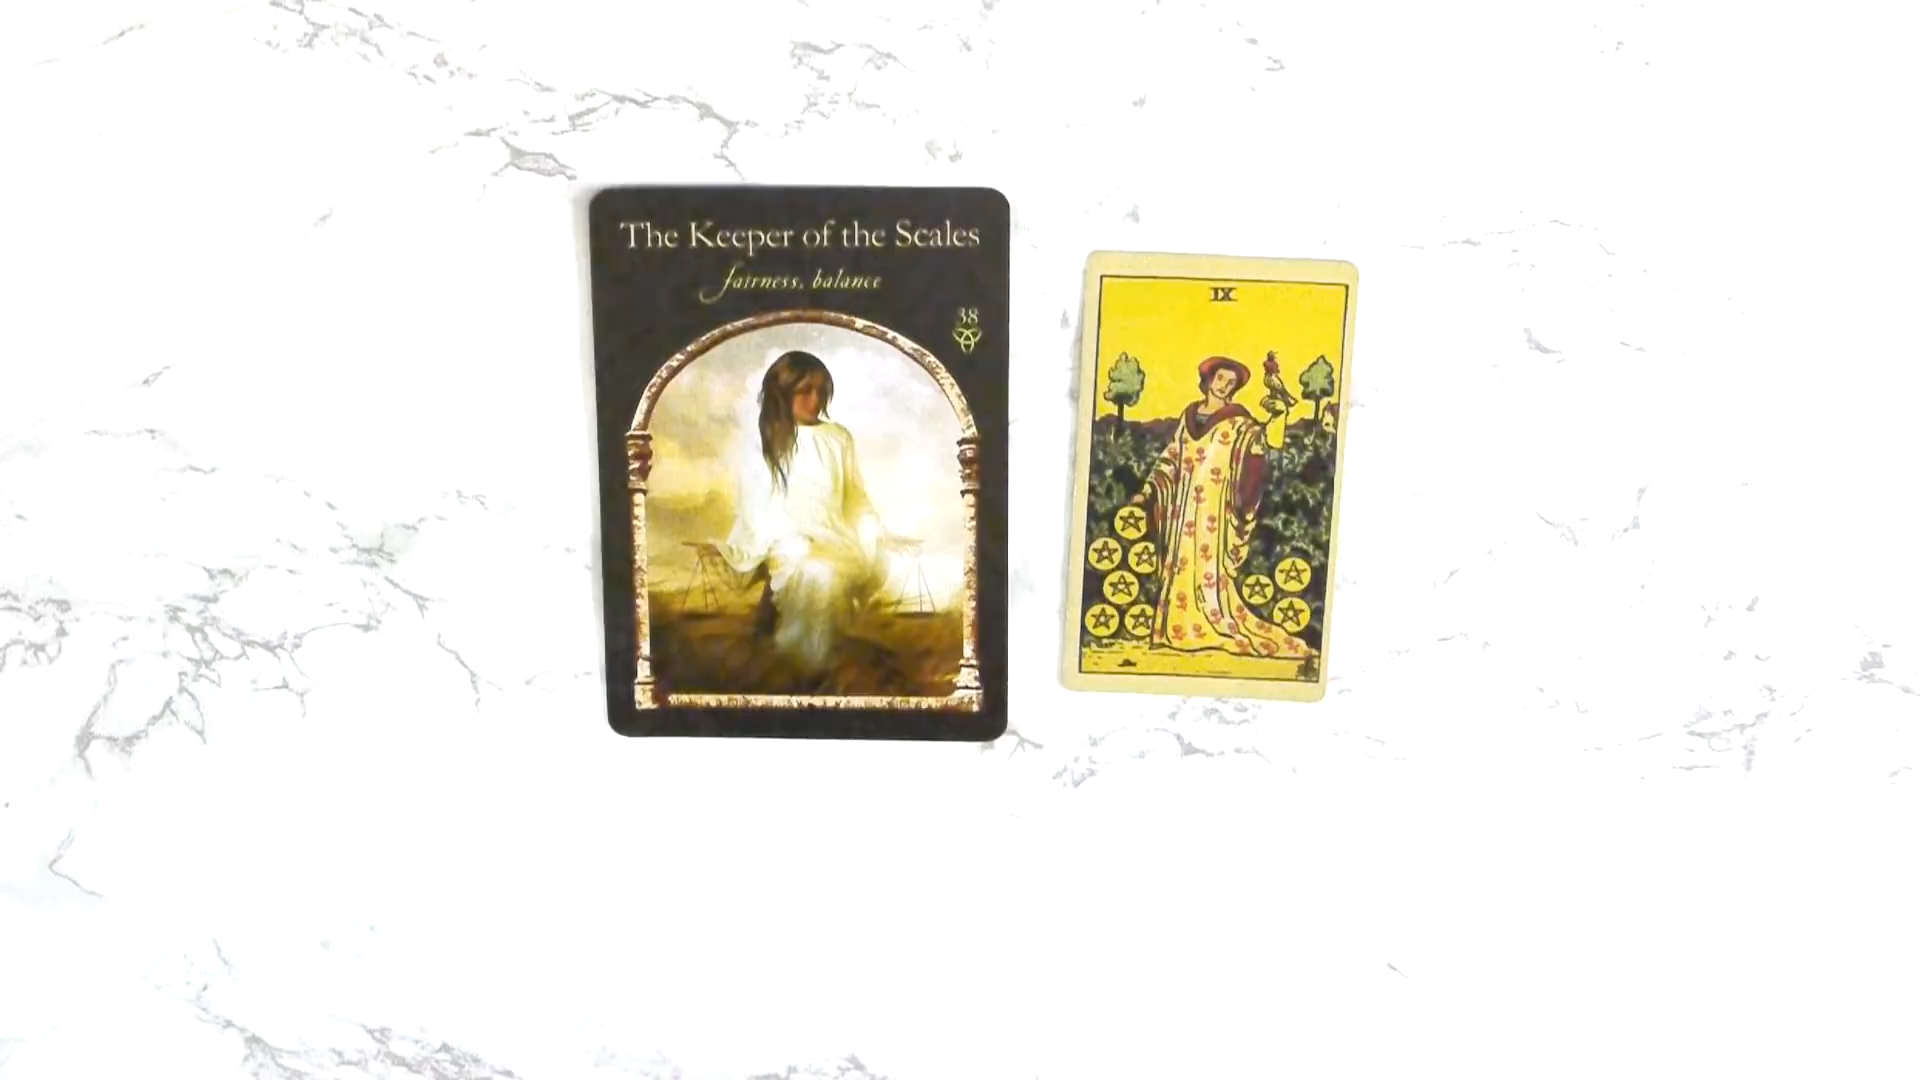 The Keeper of the Scales
fairness, balance
38
IX